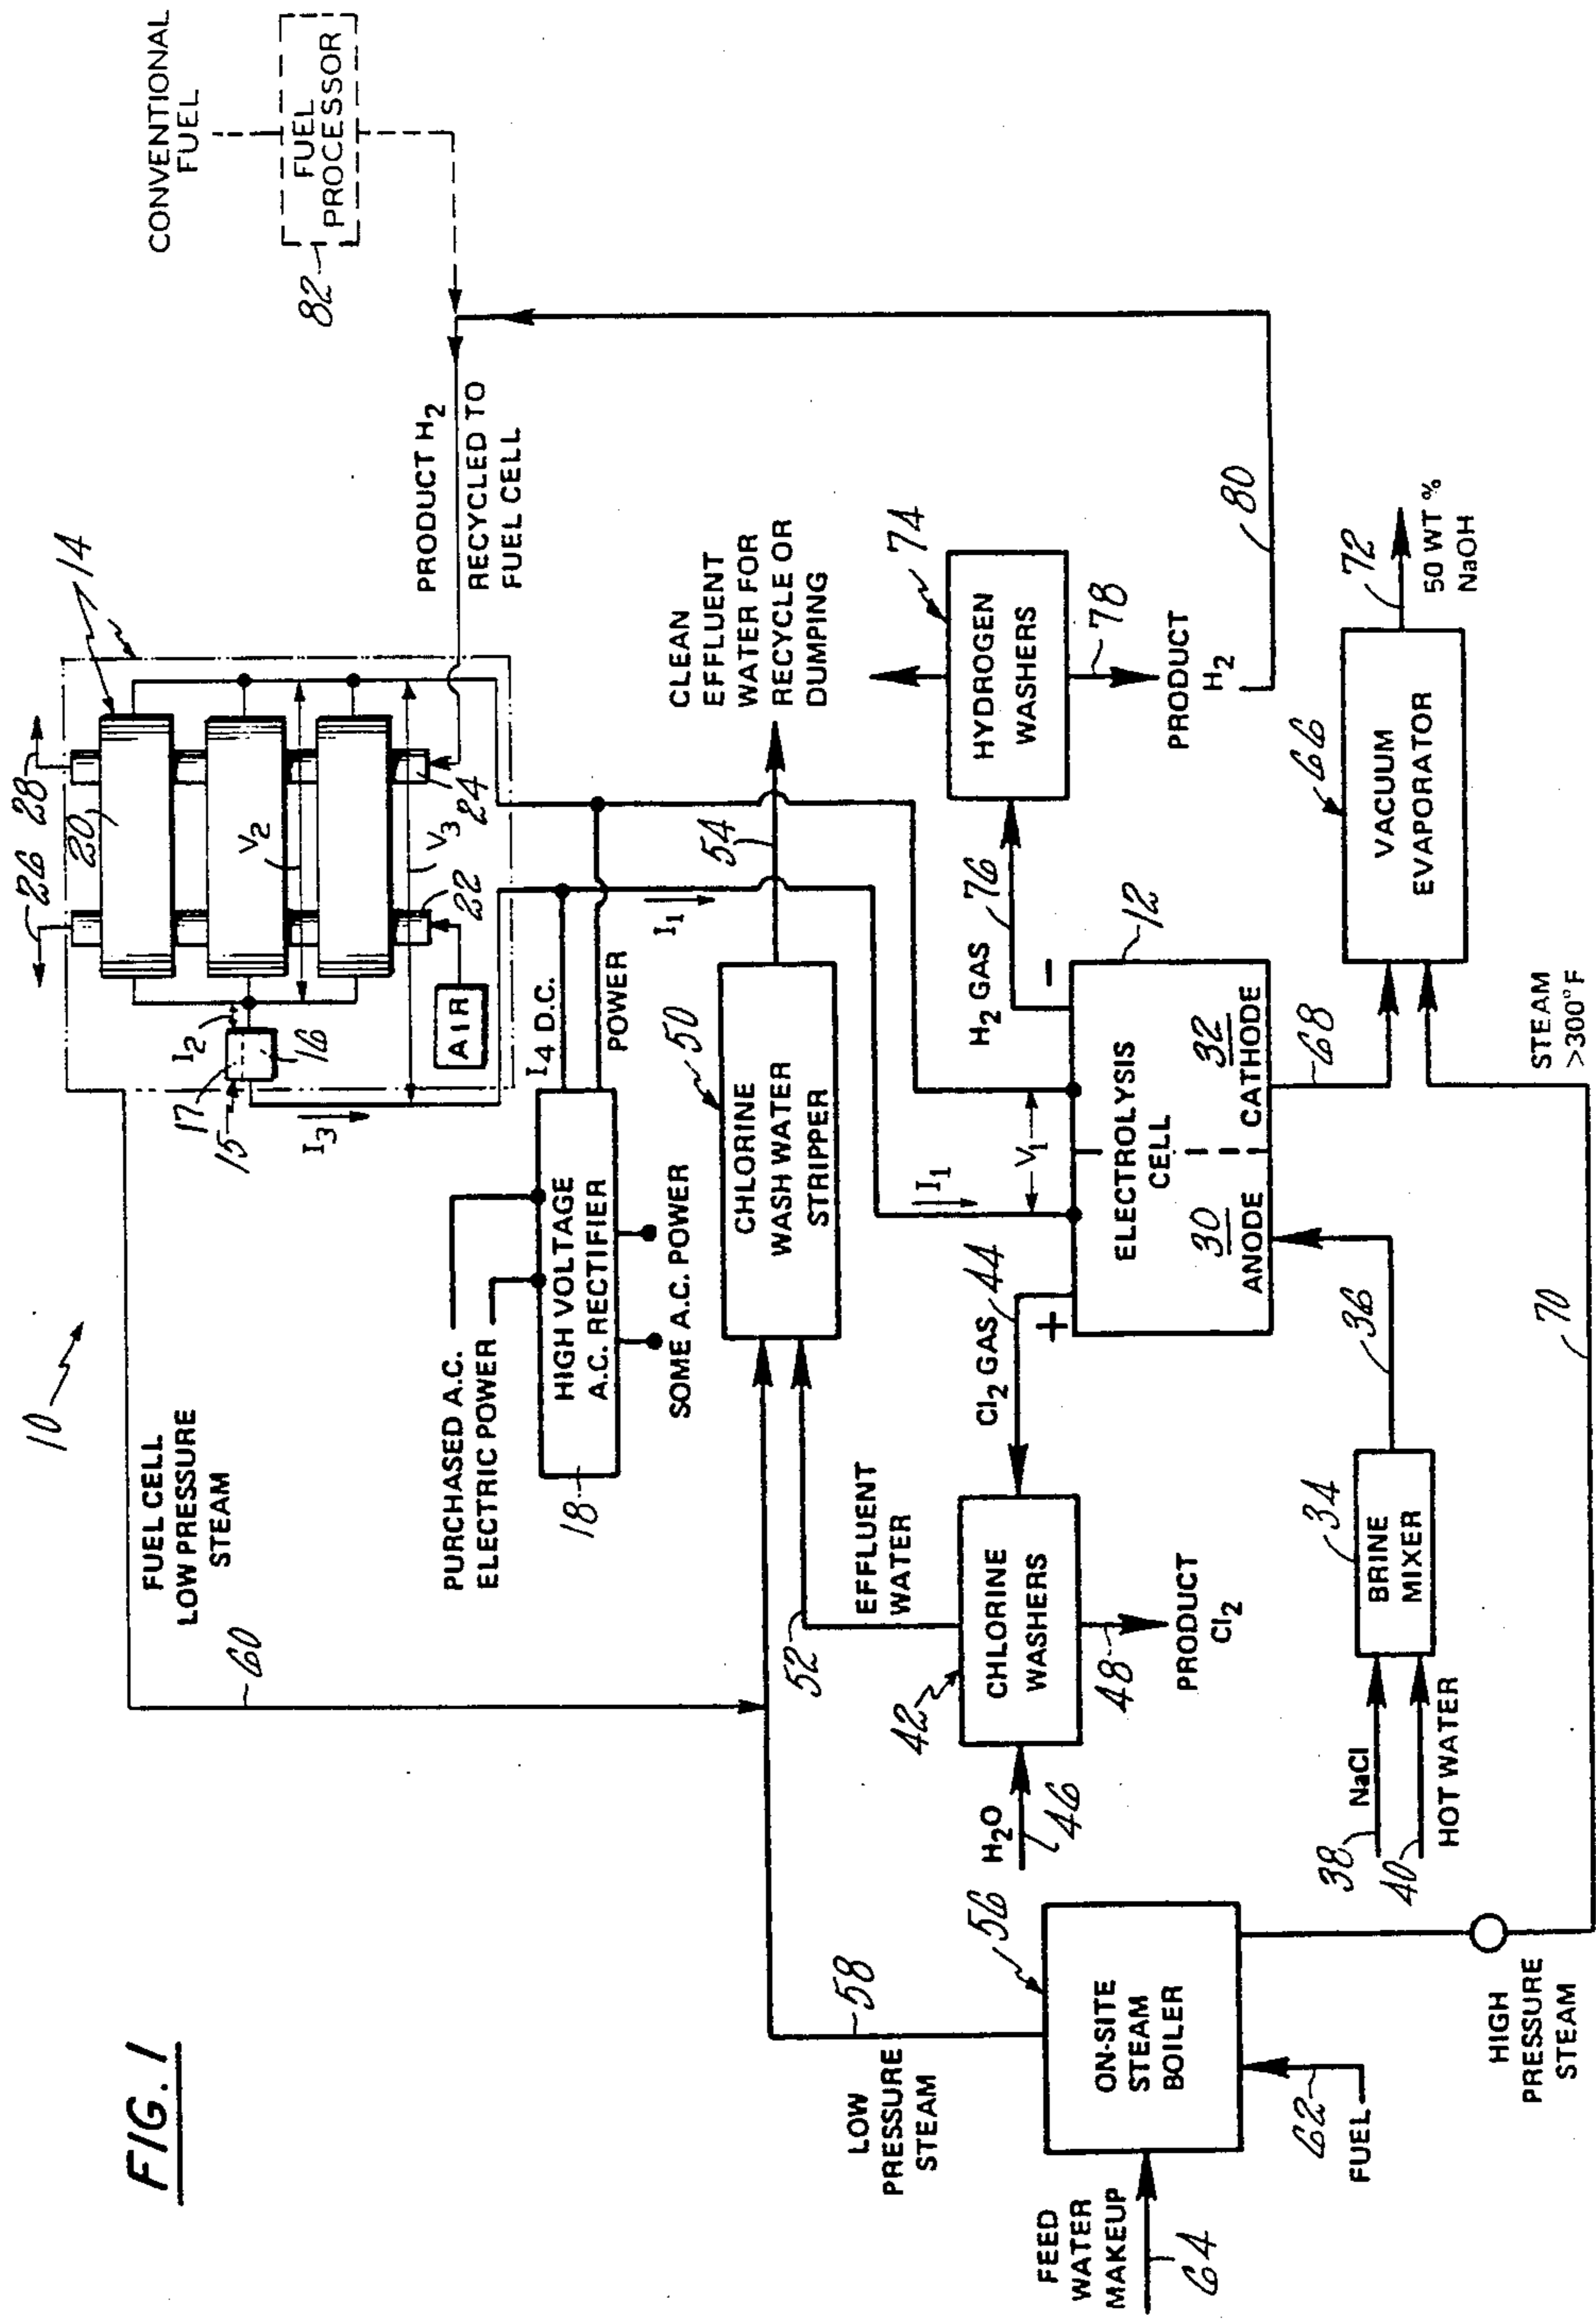 FIG. 1
10
CONVENTIONAL
FUEL
FUEL
PROCESSOR
82
14
28
26
20
V2
V3
24
22
AIR
I2
16
17
15
I3
PRODUCT H2
RECYCLED TO
FUEL CELL
FUEL CELL
LOW PRESSURE
STEAM
60
PURCHASED A.C.
ELECTRIC POWER
HIGH VOLTAGE
A.C. RECTIFIER
18
I4 D.C.
POWER
SOME A.C. POWER
I1
CLEAN
EFFLUENT
WATER FOR
RECYCLE OR
DUMPING
54
50
CHLORINE
WASH WATER
STRIPPER
EFFLUENT
WATER
52
LOW
PRESSURE
STEAM
58
56
ON-SITE
STEAM
BOILER
FEED
WATER
MAKEUP
64
62
FUEL
HIGH
PRESSURE
STEAM
H2O
46
42
CHLORINE
WASHERS
48
PRODUCT
Cl2
Cl2 GAS
44
+
I1
V1
ELECTROLYSIS
CELL
30
ANODE
32
CATHODE
12
−
H2 GAS
76
74
HYDROGEN
WASHERS
78
PRODUCT
H2
80
NaCl
38
40
HOT WATER
34
BRINE
MIXER
36
68
66
VACUUM
EVAPORATOR
72
50 WT %
NaOH
STEAM
>300°F
70